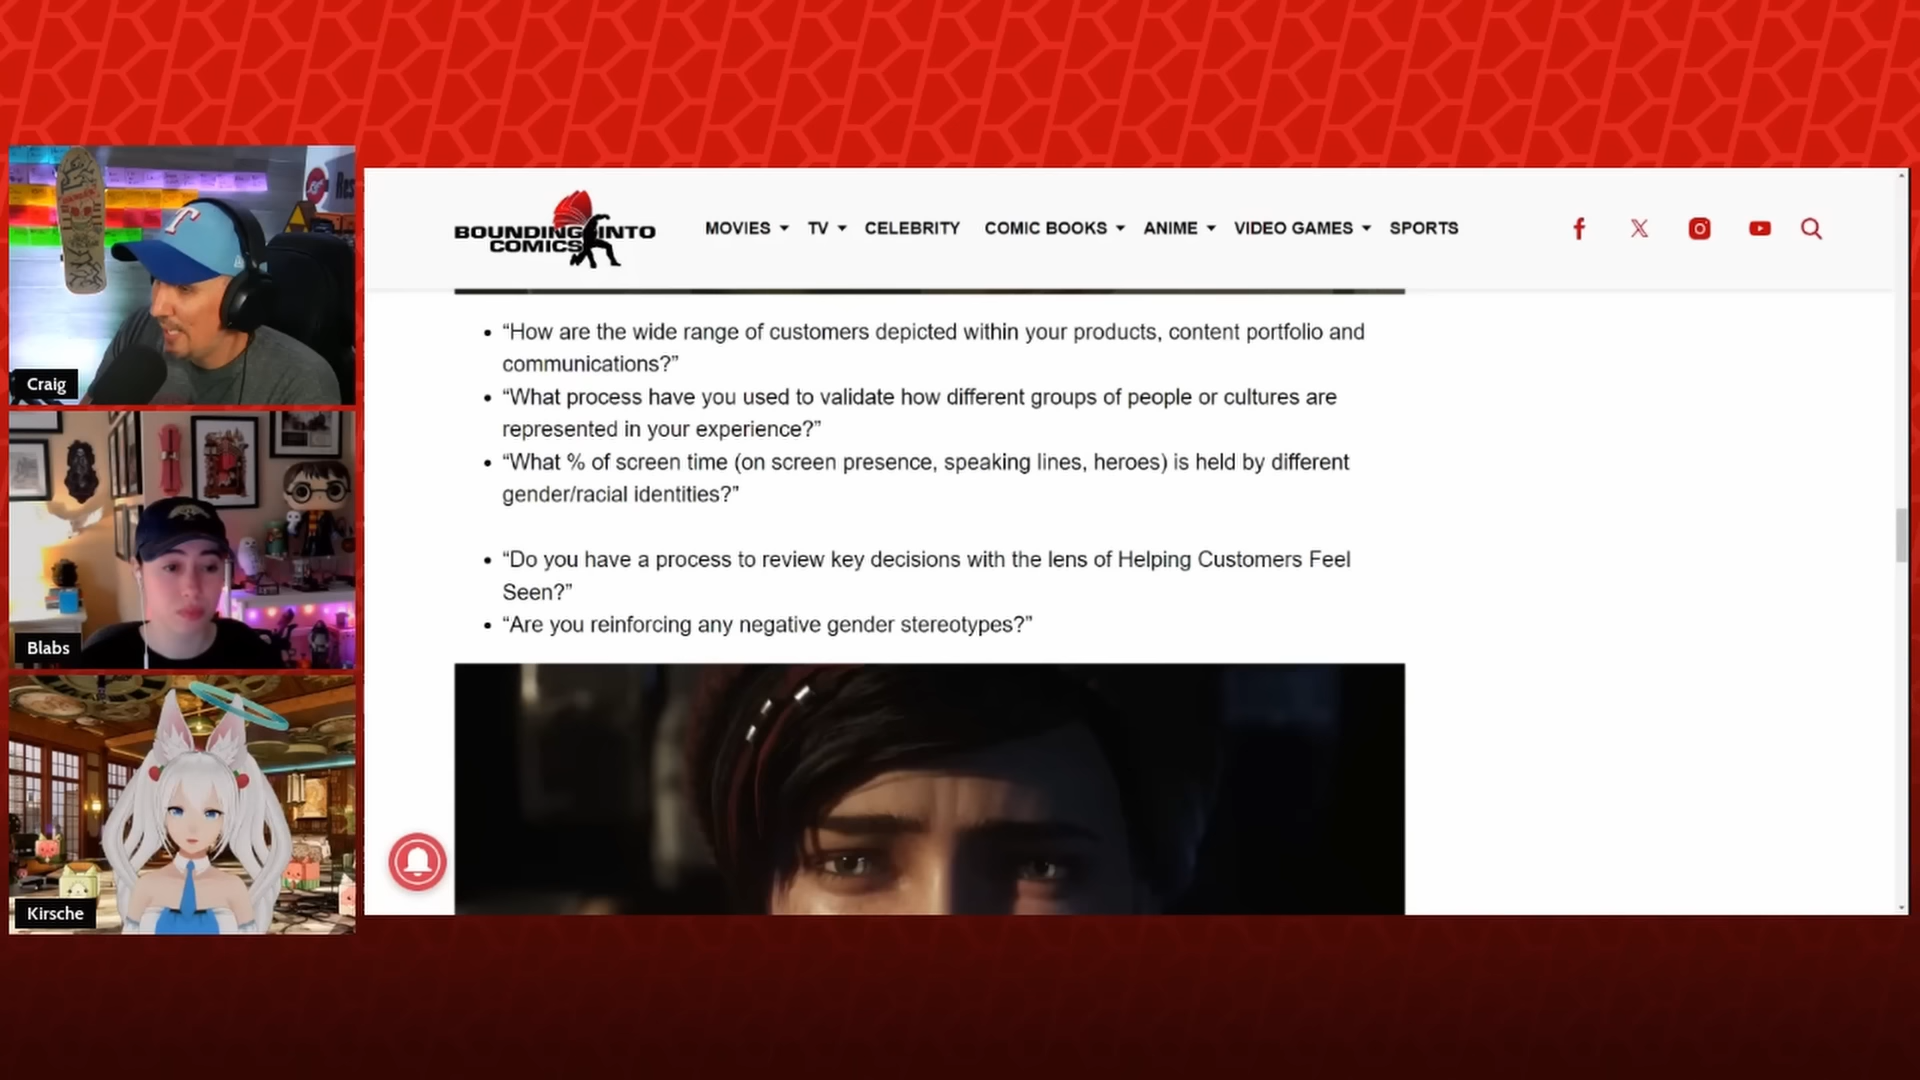 BOUNDING INTO
COMICS
MOVIES
TV
CELEBRITY
COMIC BOOKS
ANIME
VIDEO GAMES
SPORTS
“How are the wide range of customers depicted within your products, content portfolio and
communications?”
“What process have you used to validate how different groups of people or cultures are
represented in your experience?”
“What % of screen time (on screen presence, speaking lines, heroes) is held by different
gender/racial identities?”
“Do you have a process to review key decisions with the lens of Helping Customers Feel
Seen?”
“Are you reinforcing any negative gender stereotypes?”
T
Res
Craig
Blabs
Kirsche